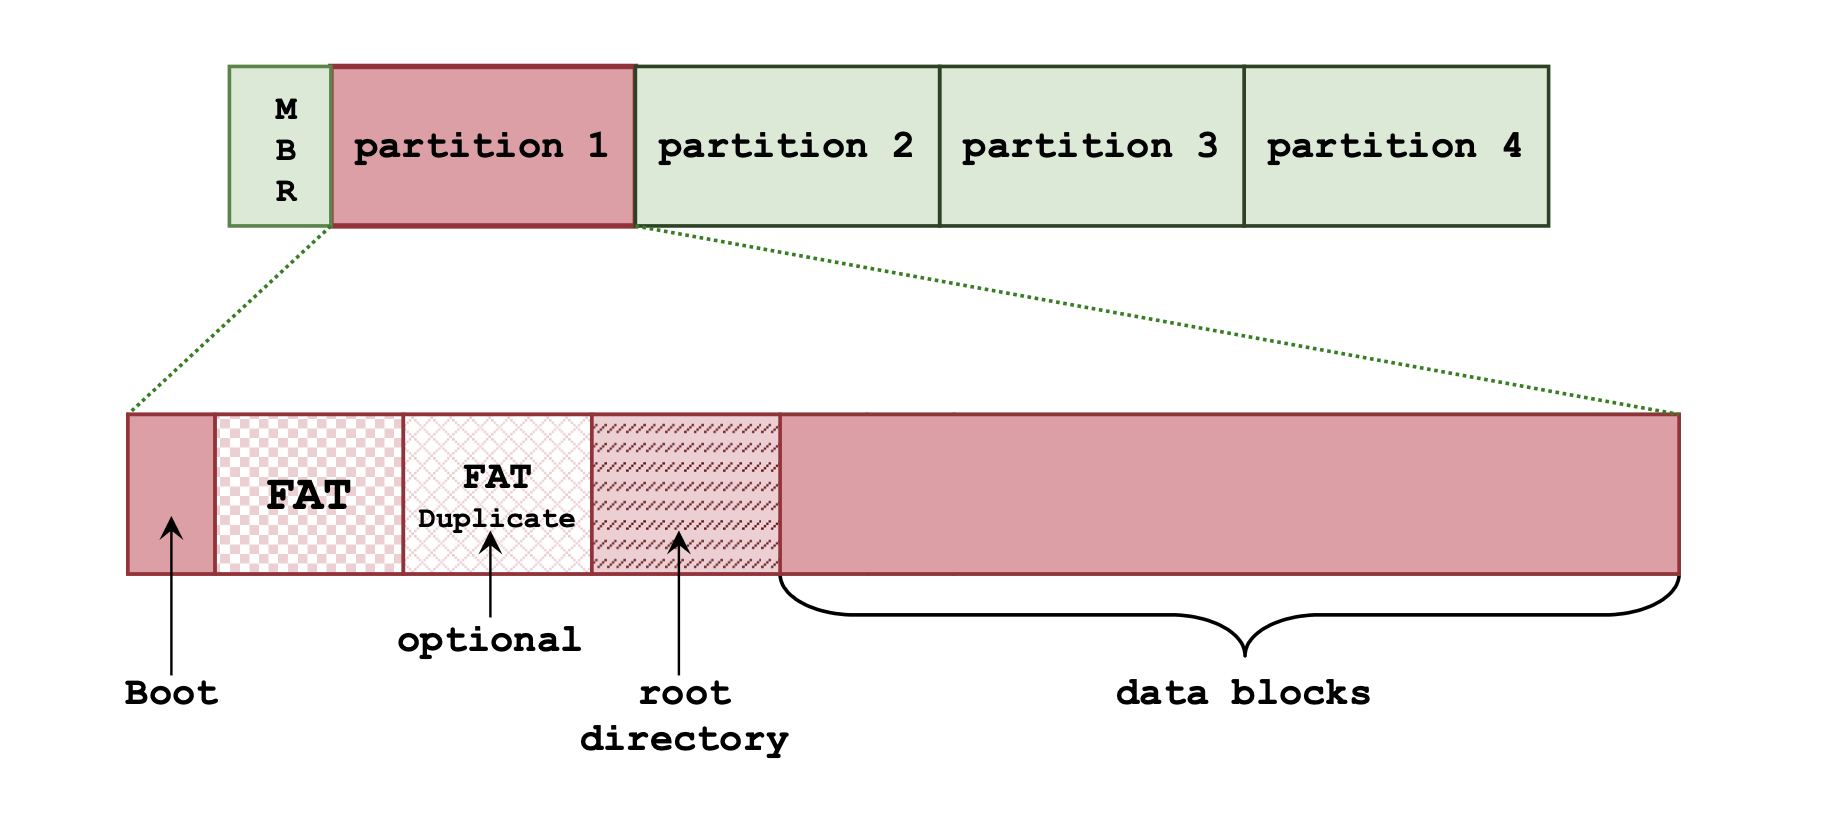 M
B
R
partition 1
partition 2
partition 3
partition 4
FAT
FAT
Duplicate
optional
Boot
root
directory
data blocks